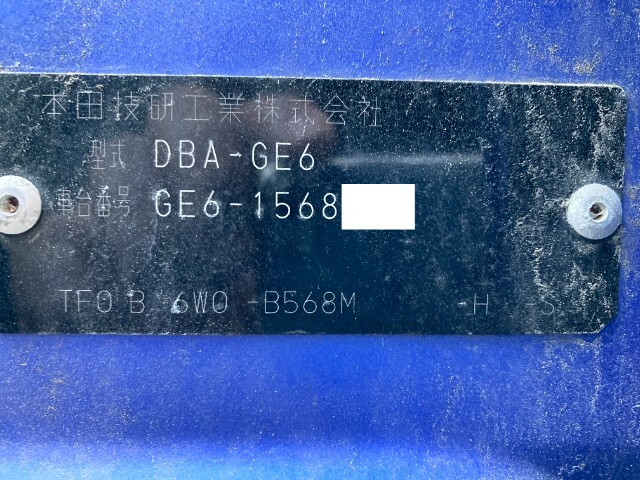 本田技研工業株式会社
型式 DBA-GE6
車台番号 GE6-1568
TF0 B 6W0 -B568M -H -S